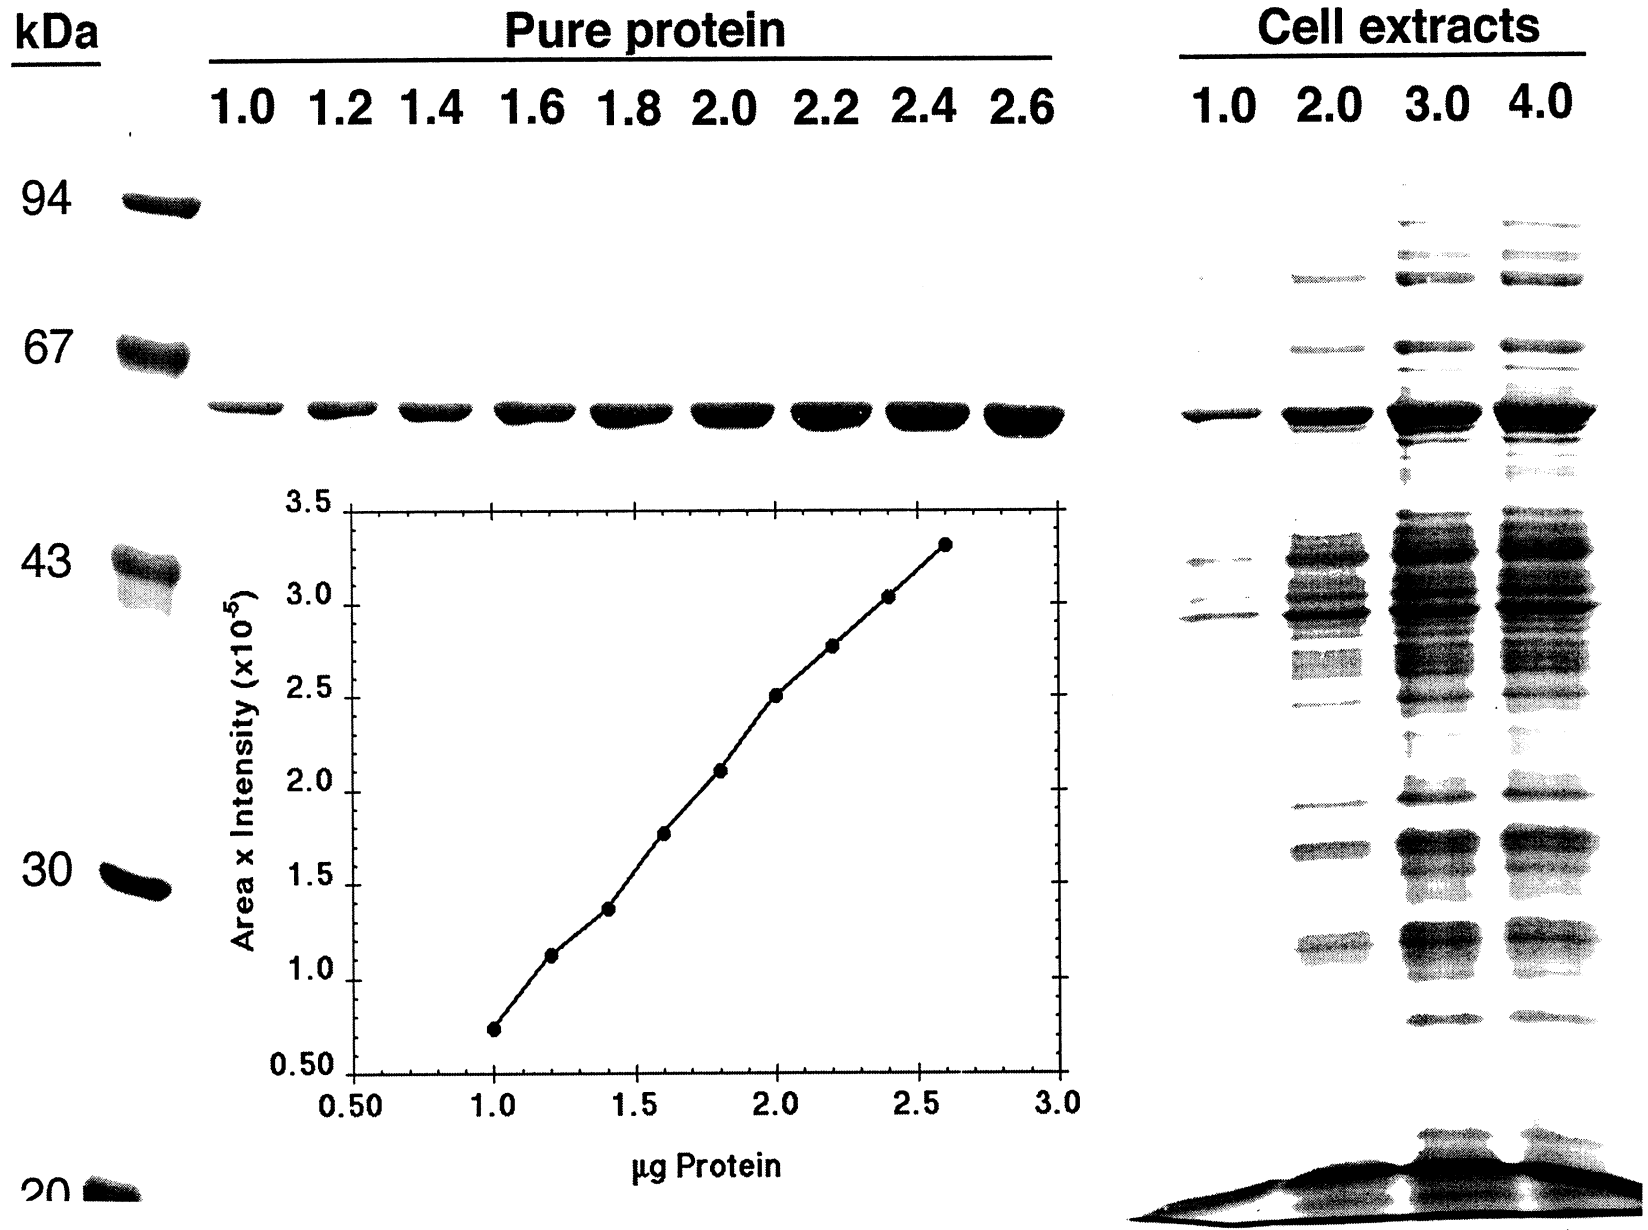 kDa Pure protein Cell extracts
1.0 1.2 1.4 1.6 1.8 2.0 2.2 2.4 2.6 1.0 2.0 3.0 4.0
94
67
43
30
20
3.5
3.0
2.5
2.0
1.5
1.0
0.50
Area x Intensity (x10⁻⁵)
0.50 1.0 1.5 2.0 2.5 3.0
µg Protein